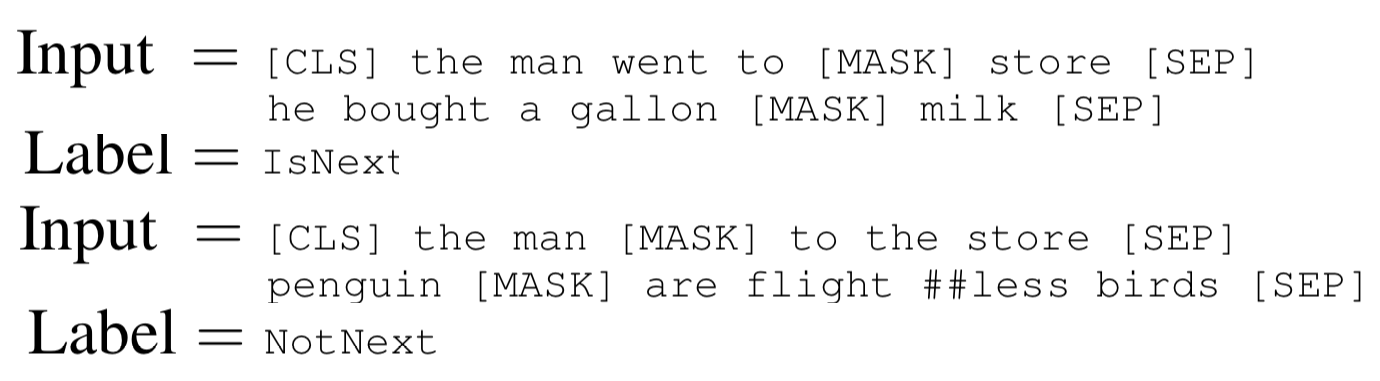 Input = [CLS] the man went to [MASK] store [SEP]
he bought a gallon [MASK] milk [SEP]
Label = IsNext
Input = [CLS] the man [MASK] to the store [SEP]
penguin [MASK] are flight ##less birds [SEP]
Label = NotNext